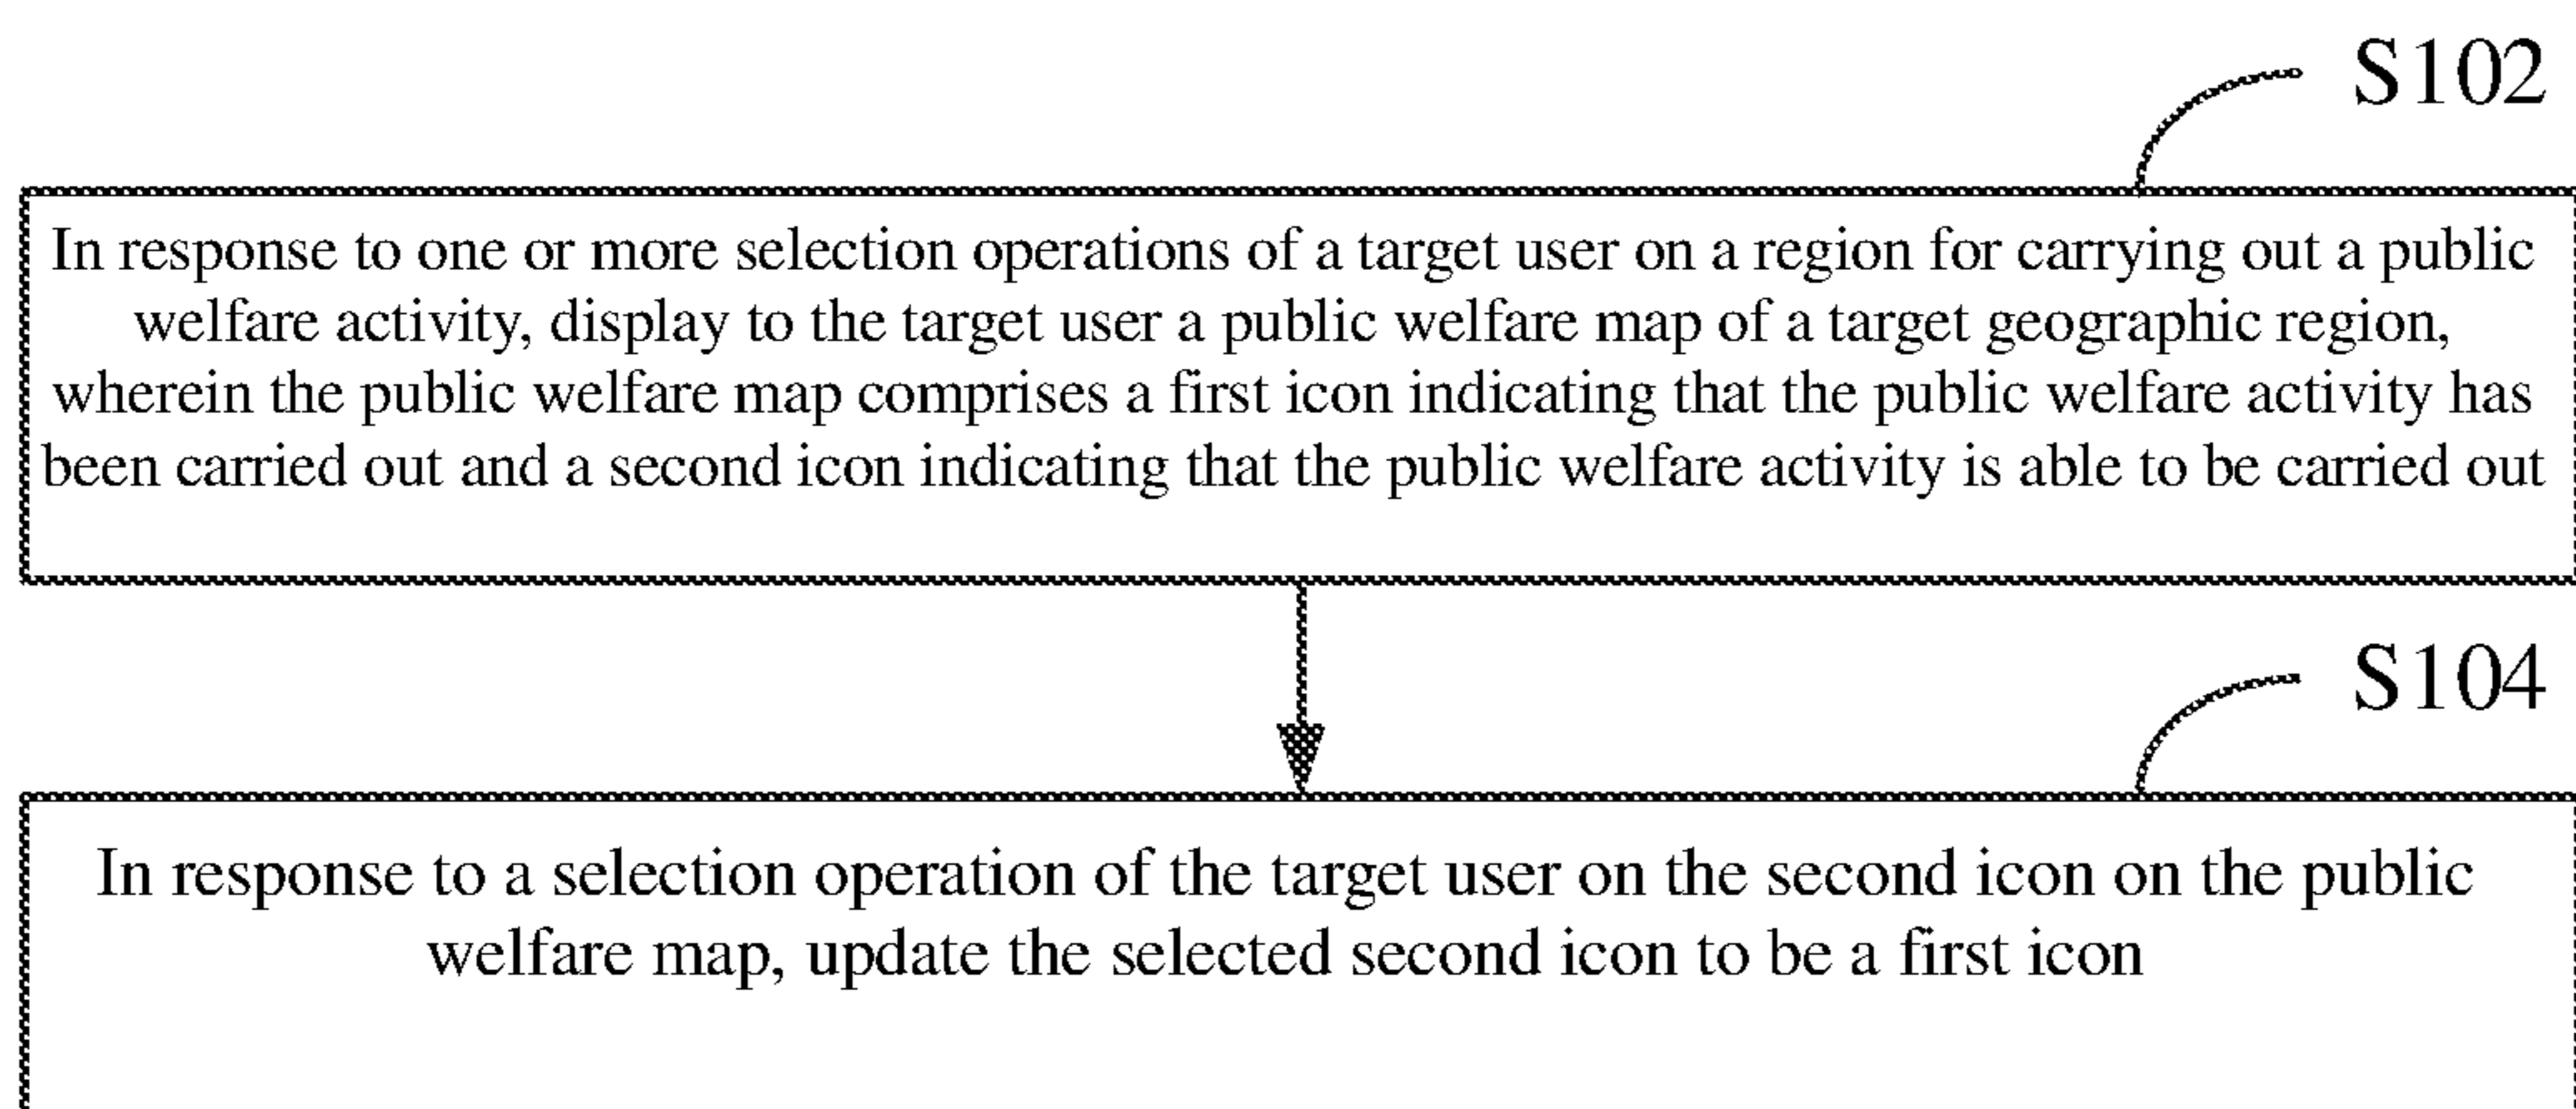 S102
In response to one or more selection operations of a target user on a region for carrying out a public
welfare activity, display to the target user a public welfare map of a target geographic region,
wherein the public welfare map comprises a first icon indicating that the public welfare activity has
been carried out and a second icon indicating that the public welfare activity is able to be carried out
S104
In response to a selection operation of the target user on the second icon on the public
welfare map, update the selected second icon to be a first icon